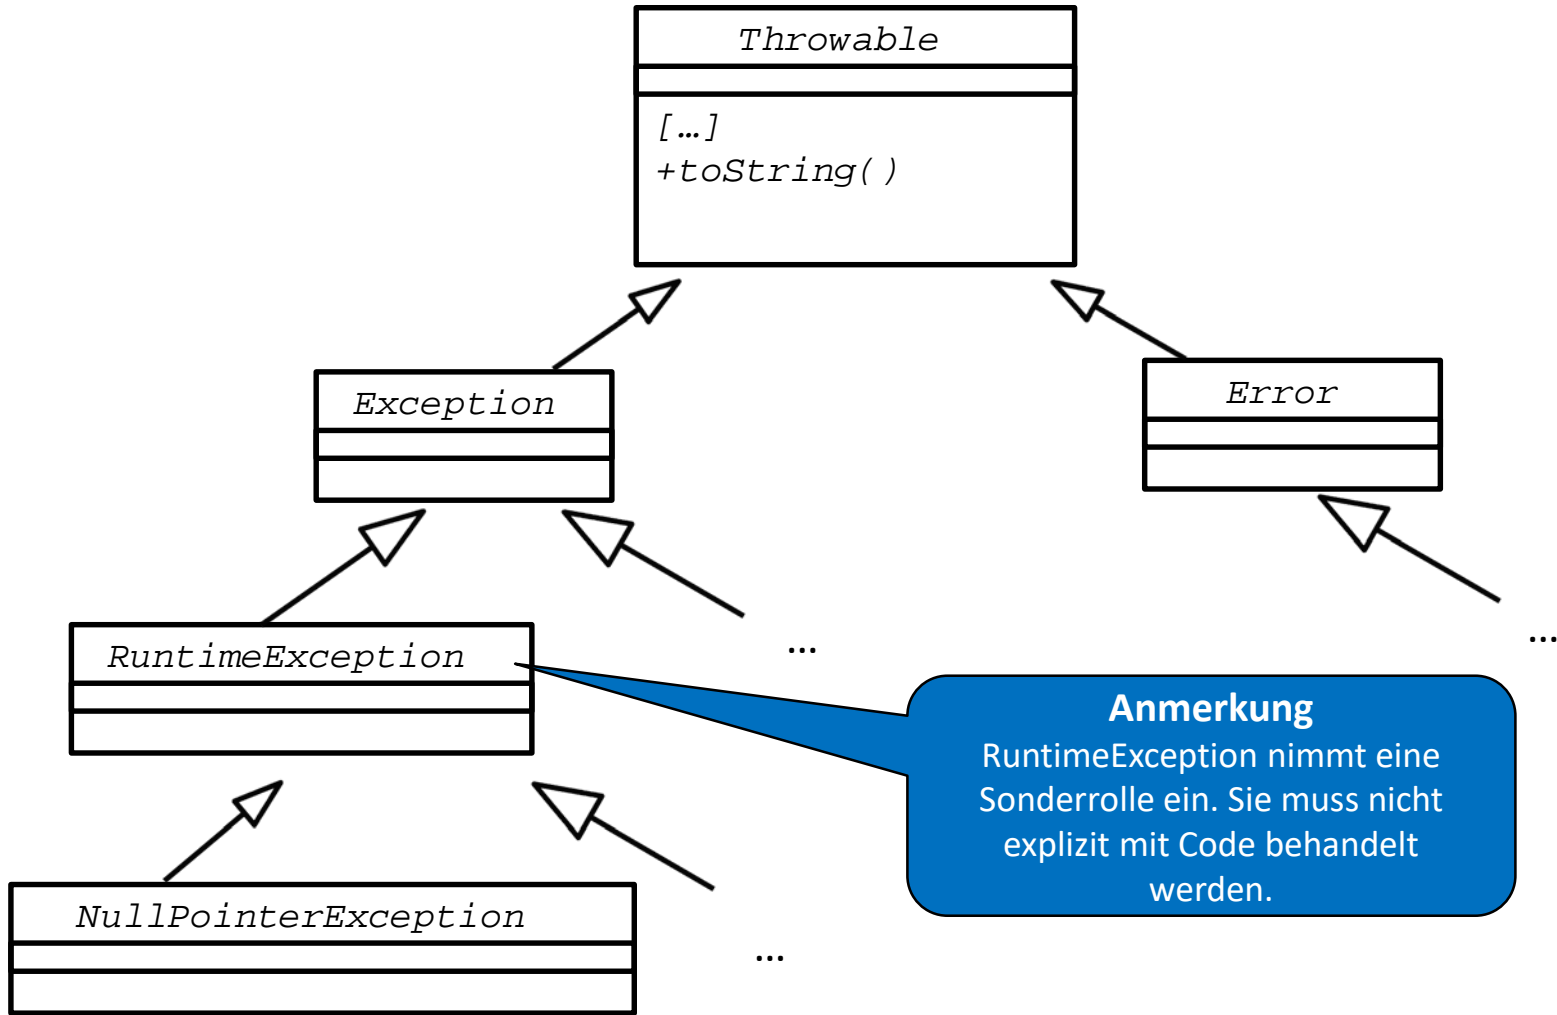 Throwable
[…]
+toString()
Exception
Error
RuntimeException
...
...
Anmerkung
RuntimeException nimmt eine
Sonderrolle ein. Sie muss nicht
explizit mit Code behandelt
werden.
NullPointerException
...